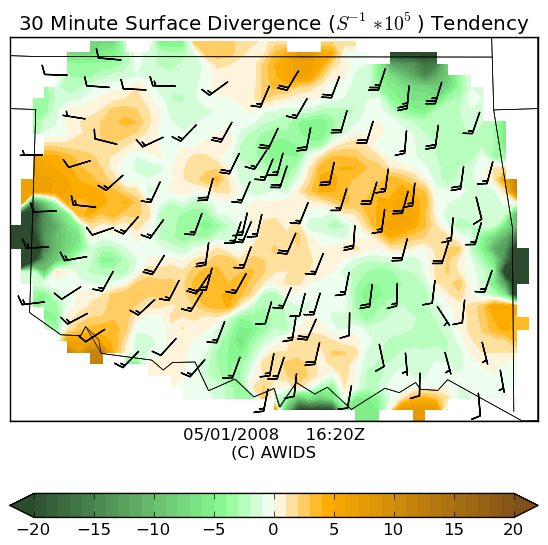 30 Minute Surface Divergence (S⁻¹ *10⁵ ) Tendency
05/01/2008 16:20Z
(C) AWIDS
−20 −15 −10 −5 0 5 10 15 20